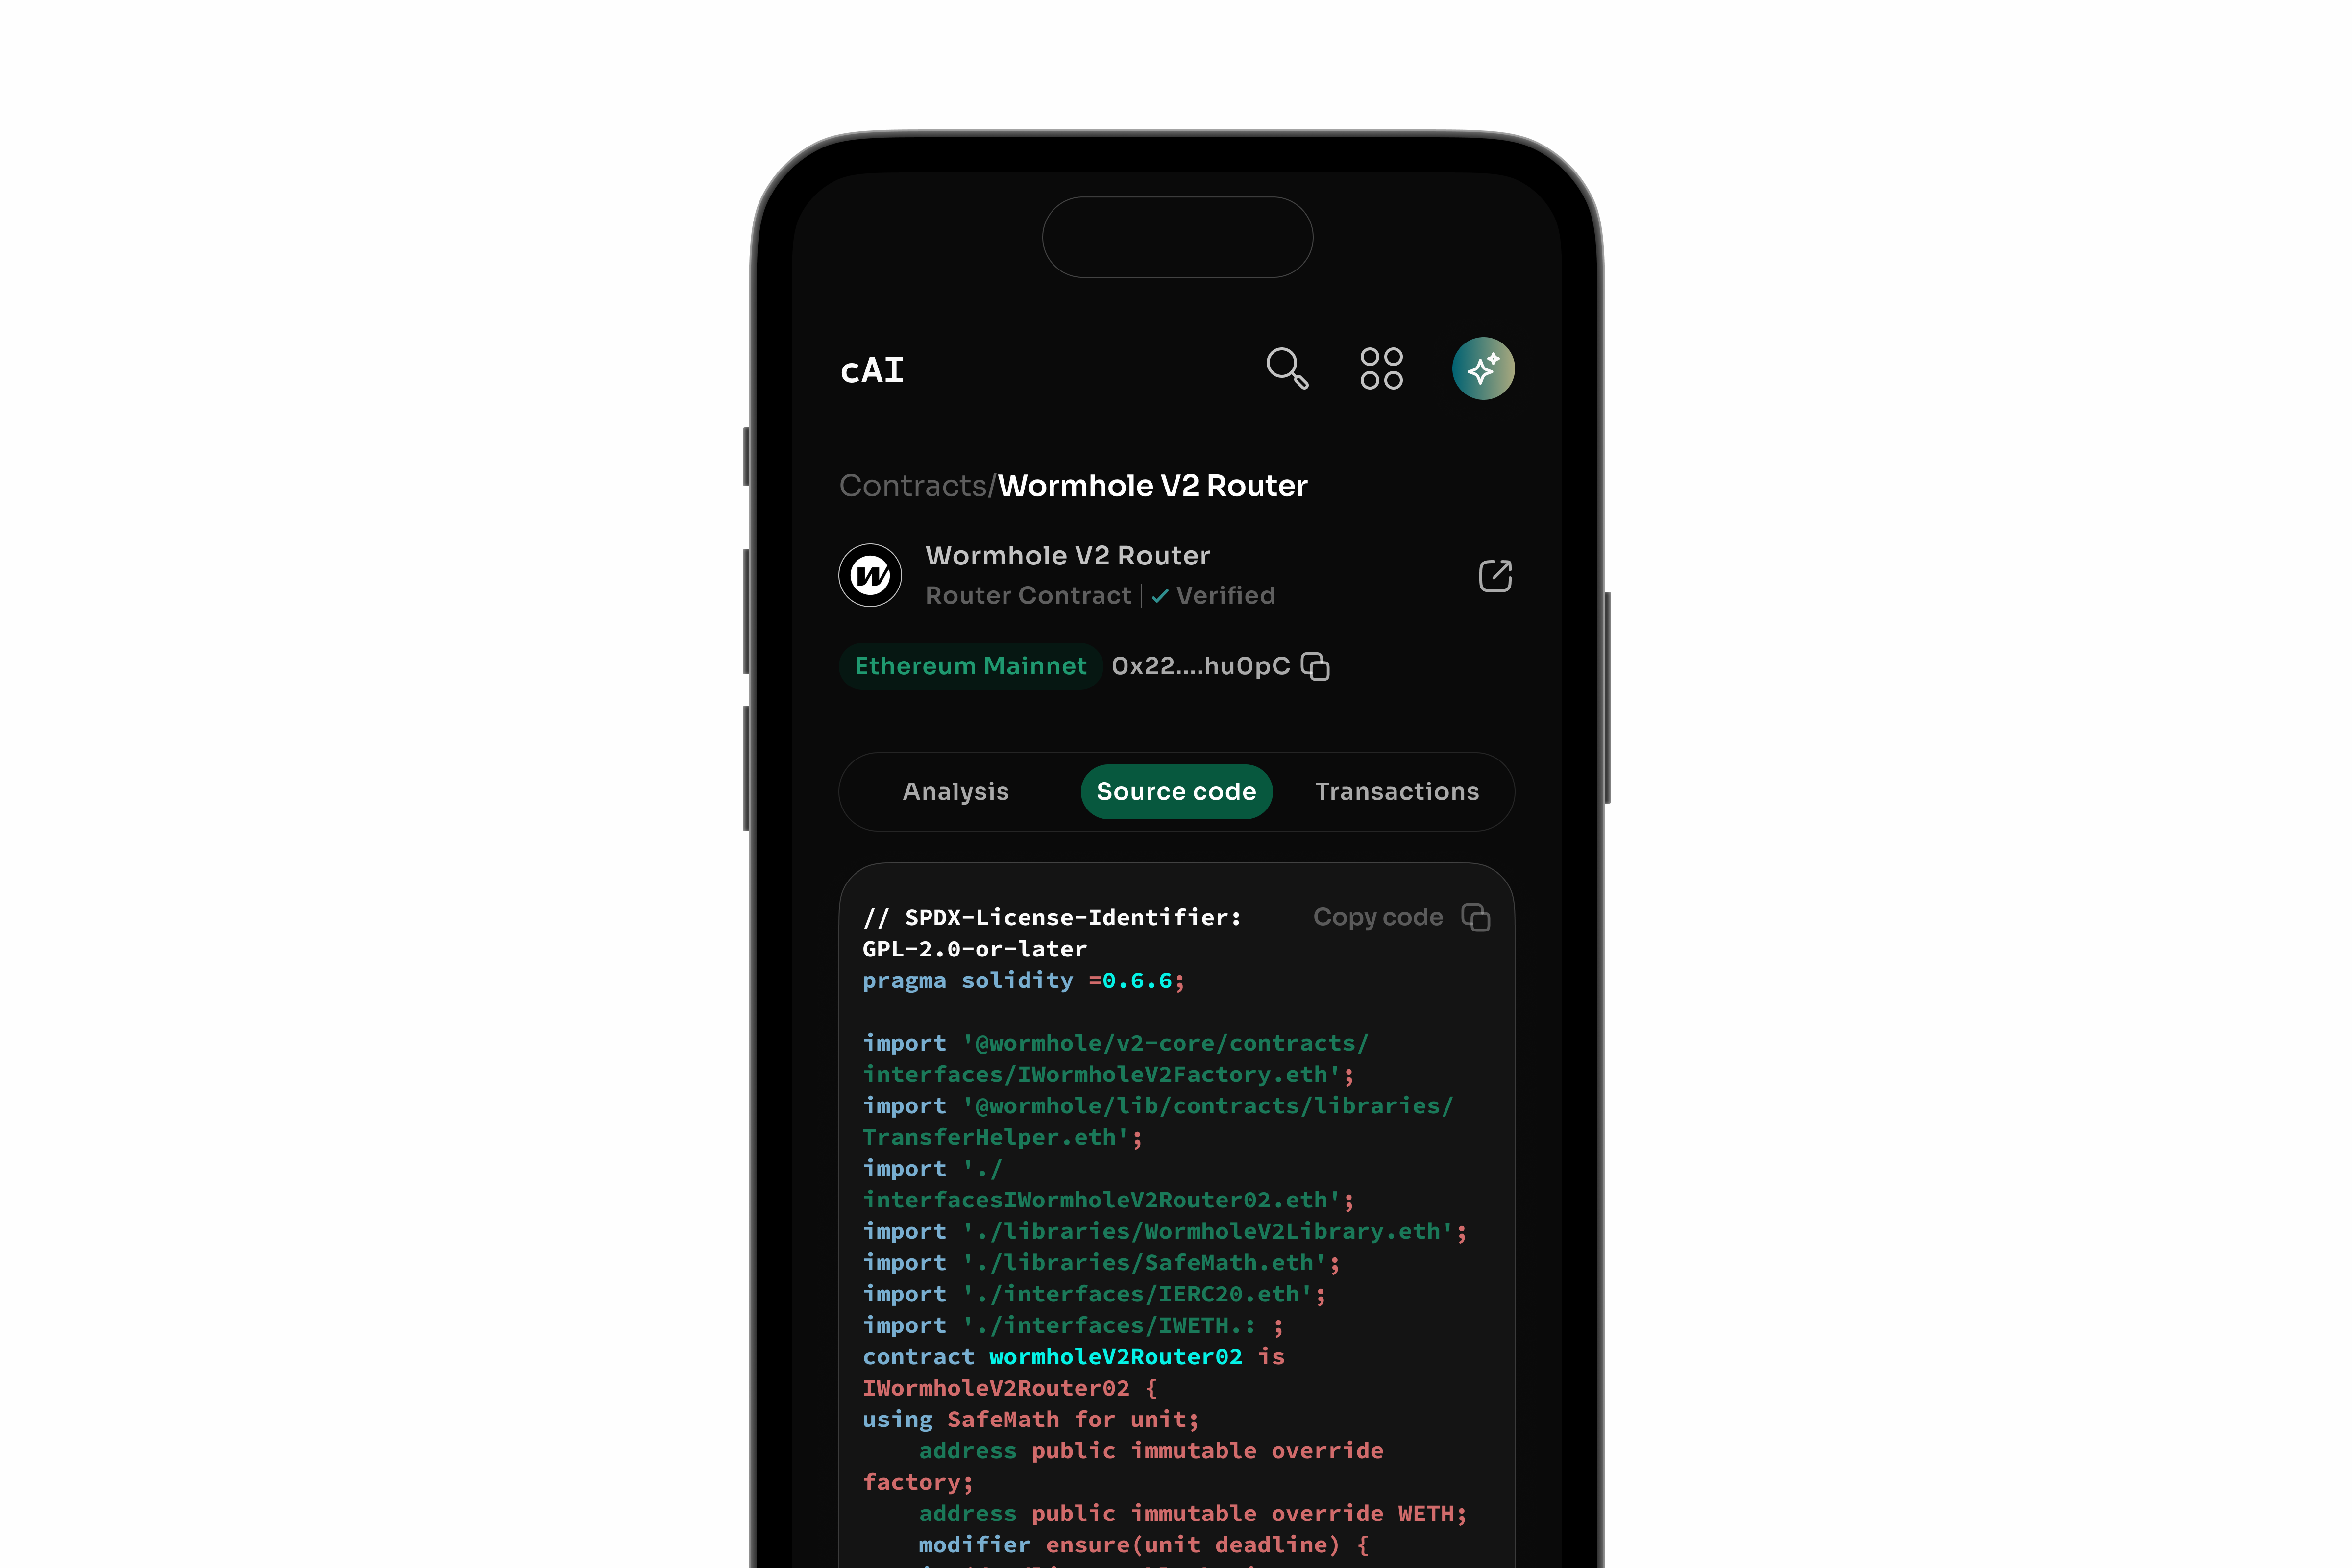 cAI
Contracts/Wormhole V2 Router
Wormhole V2 Router
Router Contract | Verified
Ethereum Mainnet 0x22....hu0pC
Analysis Source code Transactions
// SPDX-License-Identifier: Copy code
GPL-2.0-or-later
pragma solidity =0.6.6;
import '@wormhole/v2-core/contracts/
interfaces/IWormholeV2Factory.eth';
import '@wormhole/lib/contracts/libraries/
TransferHelper.eth';
import './
interfacesIWormholeV2Router02.eth';
import './libraries/WormholeV2Library.eth';
import './libraries/SafeMath.eth';
import './interfaces/IERC20.eth';
import './interfaces/IWETH.: ;
contract wormholeV2Router02 is
IWormholeV2Router02 {
using SafeMath for unit;
address public immutable override
factory;
address public immutable override WETH;
modifier ensure(unit deadline) {